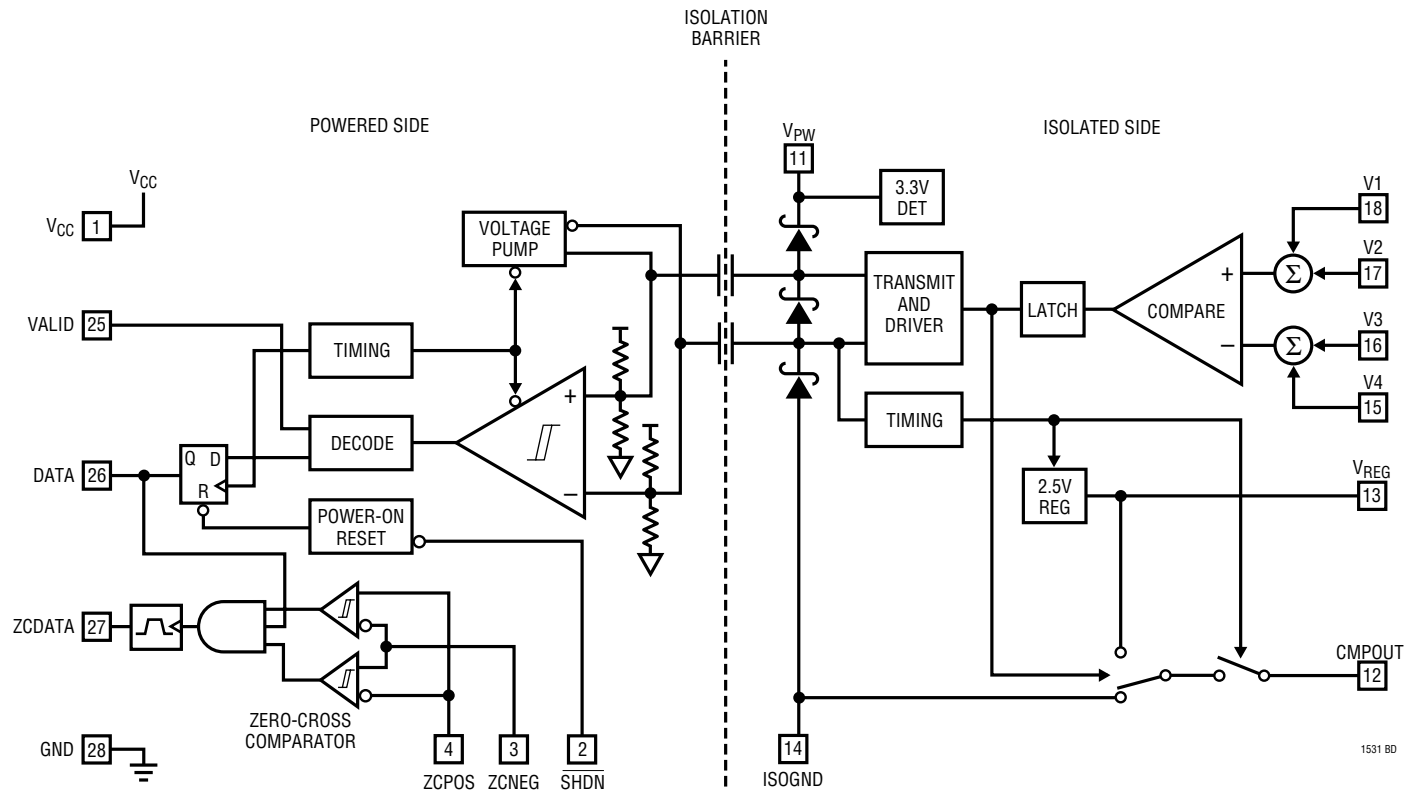 ISOLATION
BARRIER
POWERED SIDE
ISOLATED SIDE
VCC
VCC 1
VALID 25
DATA 26
ZCDATA 27
GND 28
VOLTAGE
PUMP
TIMING
DECODE
Q D
R
POWER-ON
RESET
+
–
ZERO-CROSS
COMPARATOR
4
ZCPOS
3
ZCNEG
2
SHDN
VPW
11
3.3V
DET
TRANSMIT
AND
DRIVER
LATCH
COMPARE
+
–
Σ
Σ
V1
18
V2
17
V3
16
V4
15
TIMING
2.5V
REG
VREG
13
CMPOUT
12
14
ISOGND
1531 BD